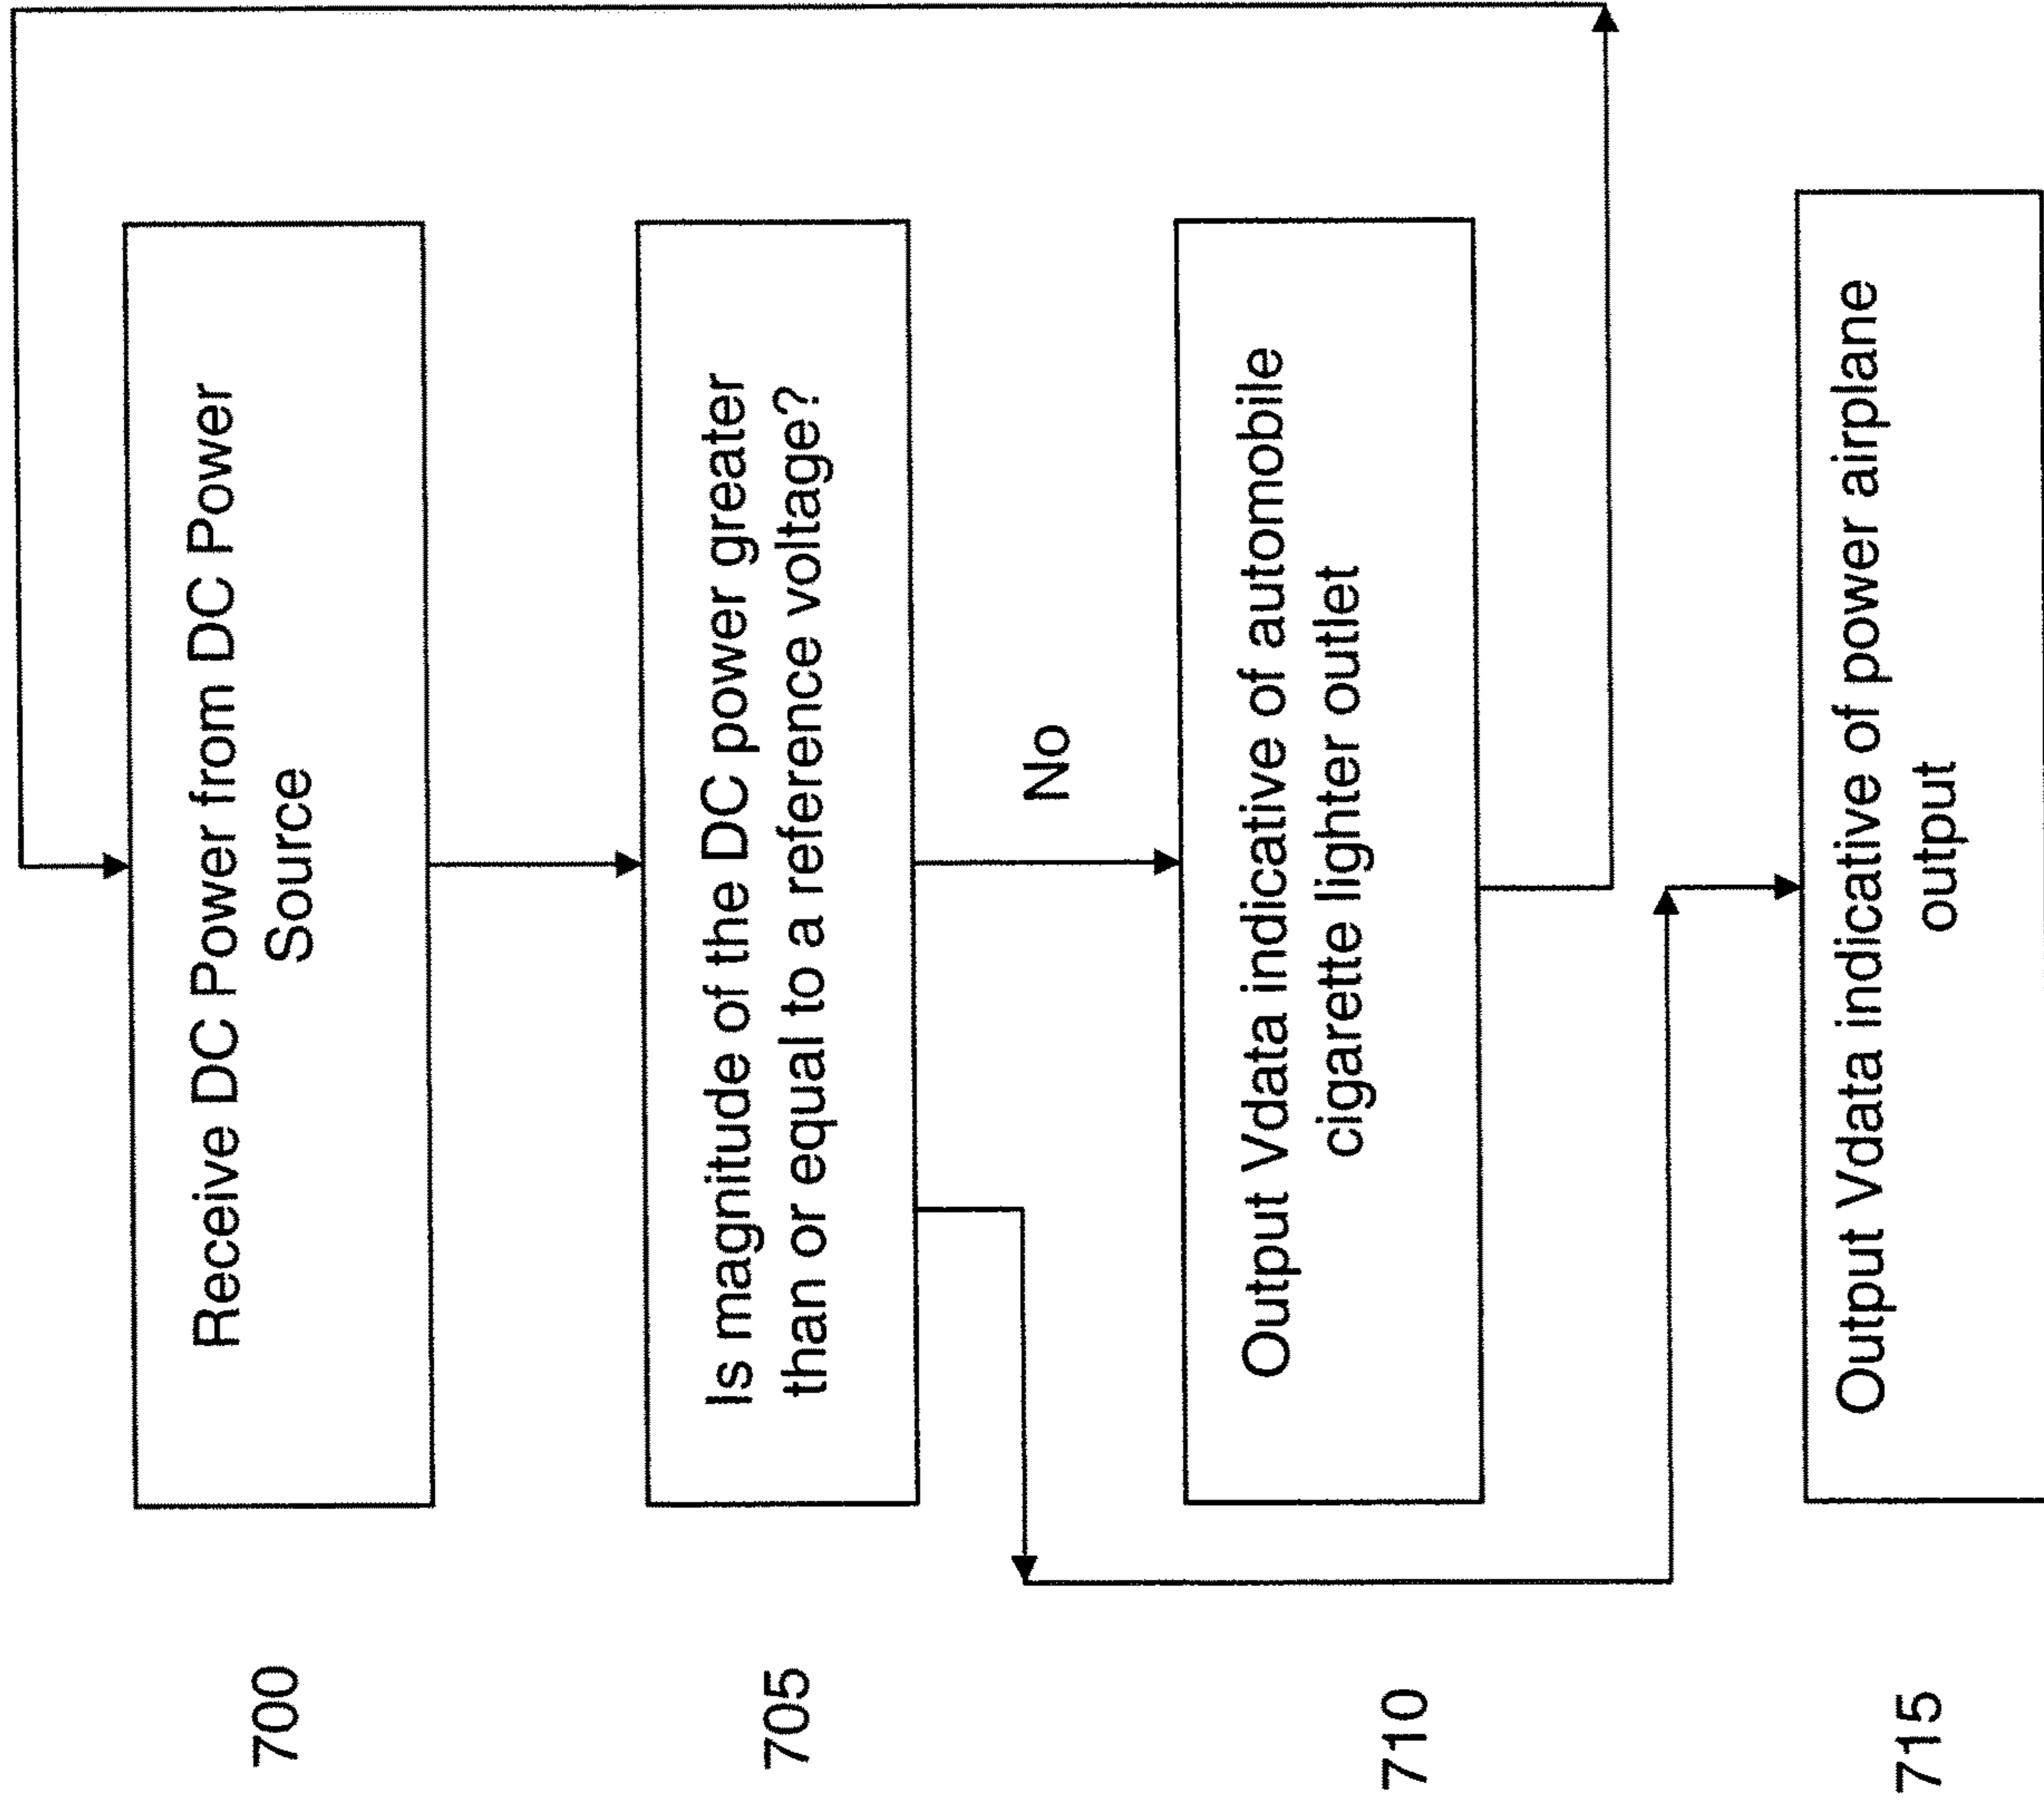 700
Receive DC Power from DC Power
Source
705
Is magnitude of the DC power greater
than or equal to a reference voltage?
No
710
Output Vdata indicative of automobile
cigarette lighter outlet
715
Output Vdata indicative of power airplane
output